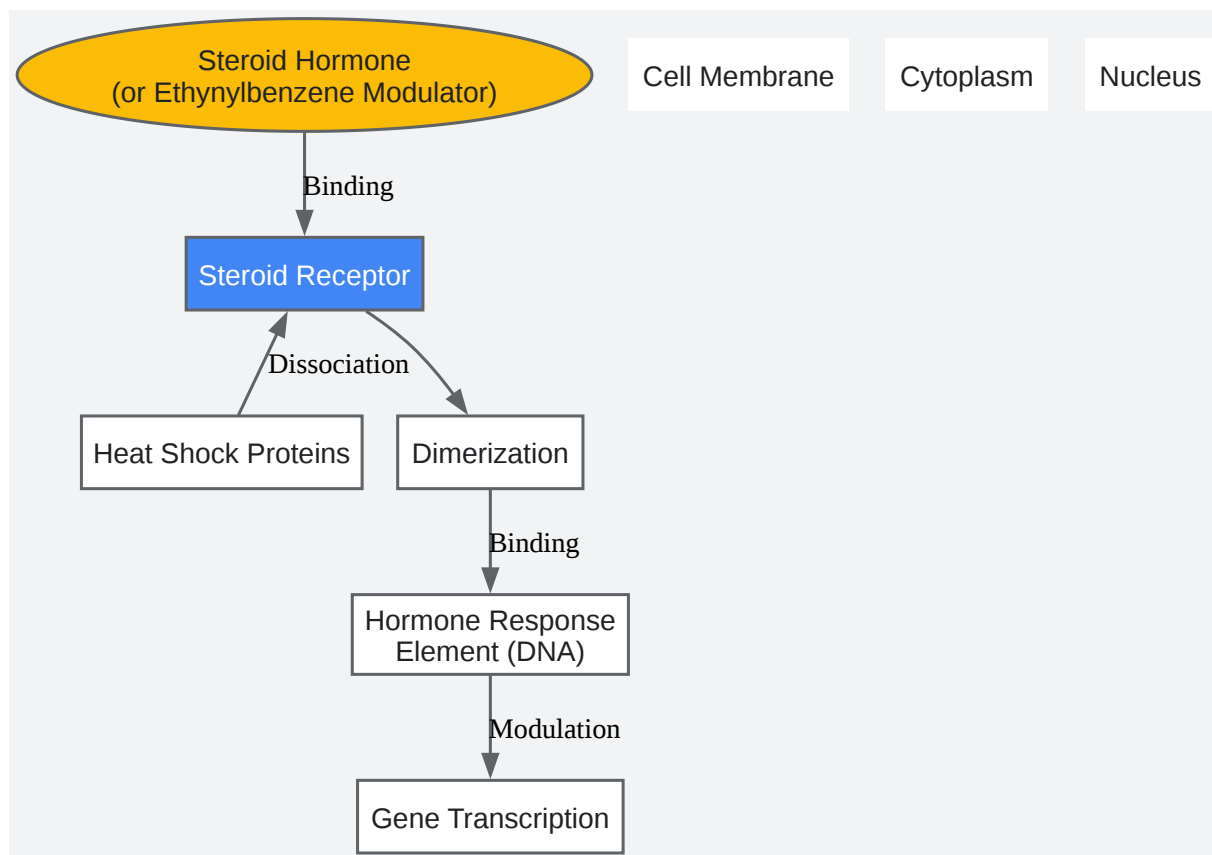 Steroid Hormone
(or Ethynylbenzene Modulator)
Cell Membrane
Cytoplasm
Nucleus
Binding
Steroid Receptor
Dissociation
Heat Shock Proteins
Dimerization
Binding
Hormone Response
Element (DNA)
Modulation
Gene Transcription